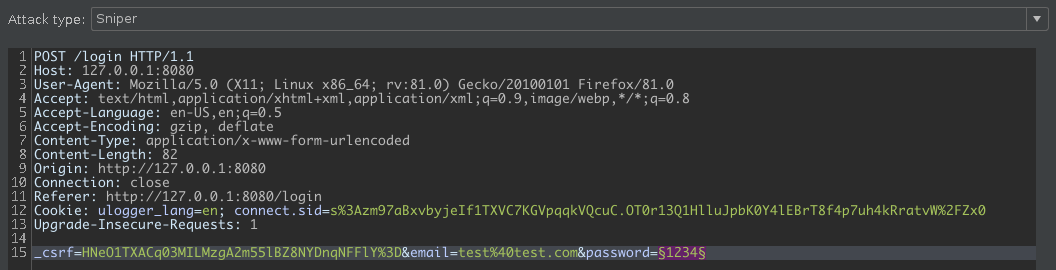 Attack type: Sniper
1 POST /login HTTP/1.1
2 Host: 127.0.0.1:8080
3 User-Agent: Mozilla/5.0 (X11; Linux x86_64; rv:81.0) Gecko/20100101 Firefox/81.0
4 Accept: text/html,application/xhtml+xml,application/xml;q=0.9,image/webp,*/*;q=0.8
5 Accept-Language: en-US,en;q=0.5
6 Accept-Encoding: gzip, deflate
7 Content-Type: application/x-www-form-urlencoded
8 Content-Length: 82
9 Origin: http://127.0.0.1:8080
10 Connection: close
11 Referer: http://127.0.0.1:8080/login
12 Cookie: ulogger_lang=en; connect.sid=s%3Azm97aBxvbyjeIf1TXVC7KGVpqqkVQcuC.OT0r13Q1HlluJpbK0Y4lEBrT8f4p7uh4kRratvW%2FZx0
13 Upgrade-Insecure-Requests: 1
14
15 _csrf=HNeO1TXACq03MILMzgA2m55lBZ8NYDnqNFFlY%3D&email=test%40test.com&password=§1234§